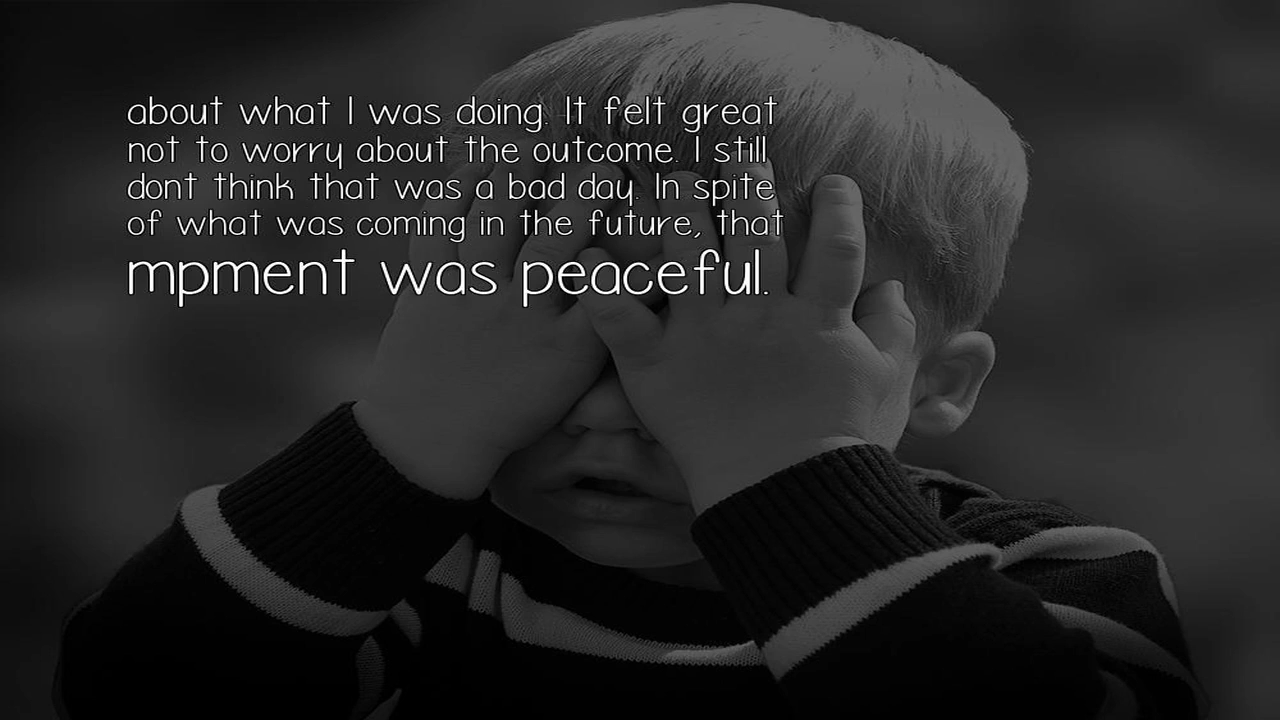 about what I was doing. It felt great
not to worry about the outcome. I still
dont think that was a bad day. In spite
of what was coming in the future, that
mpment was peaceful.